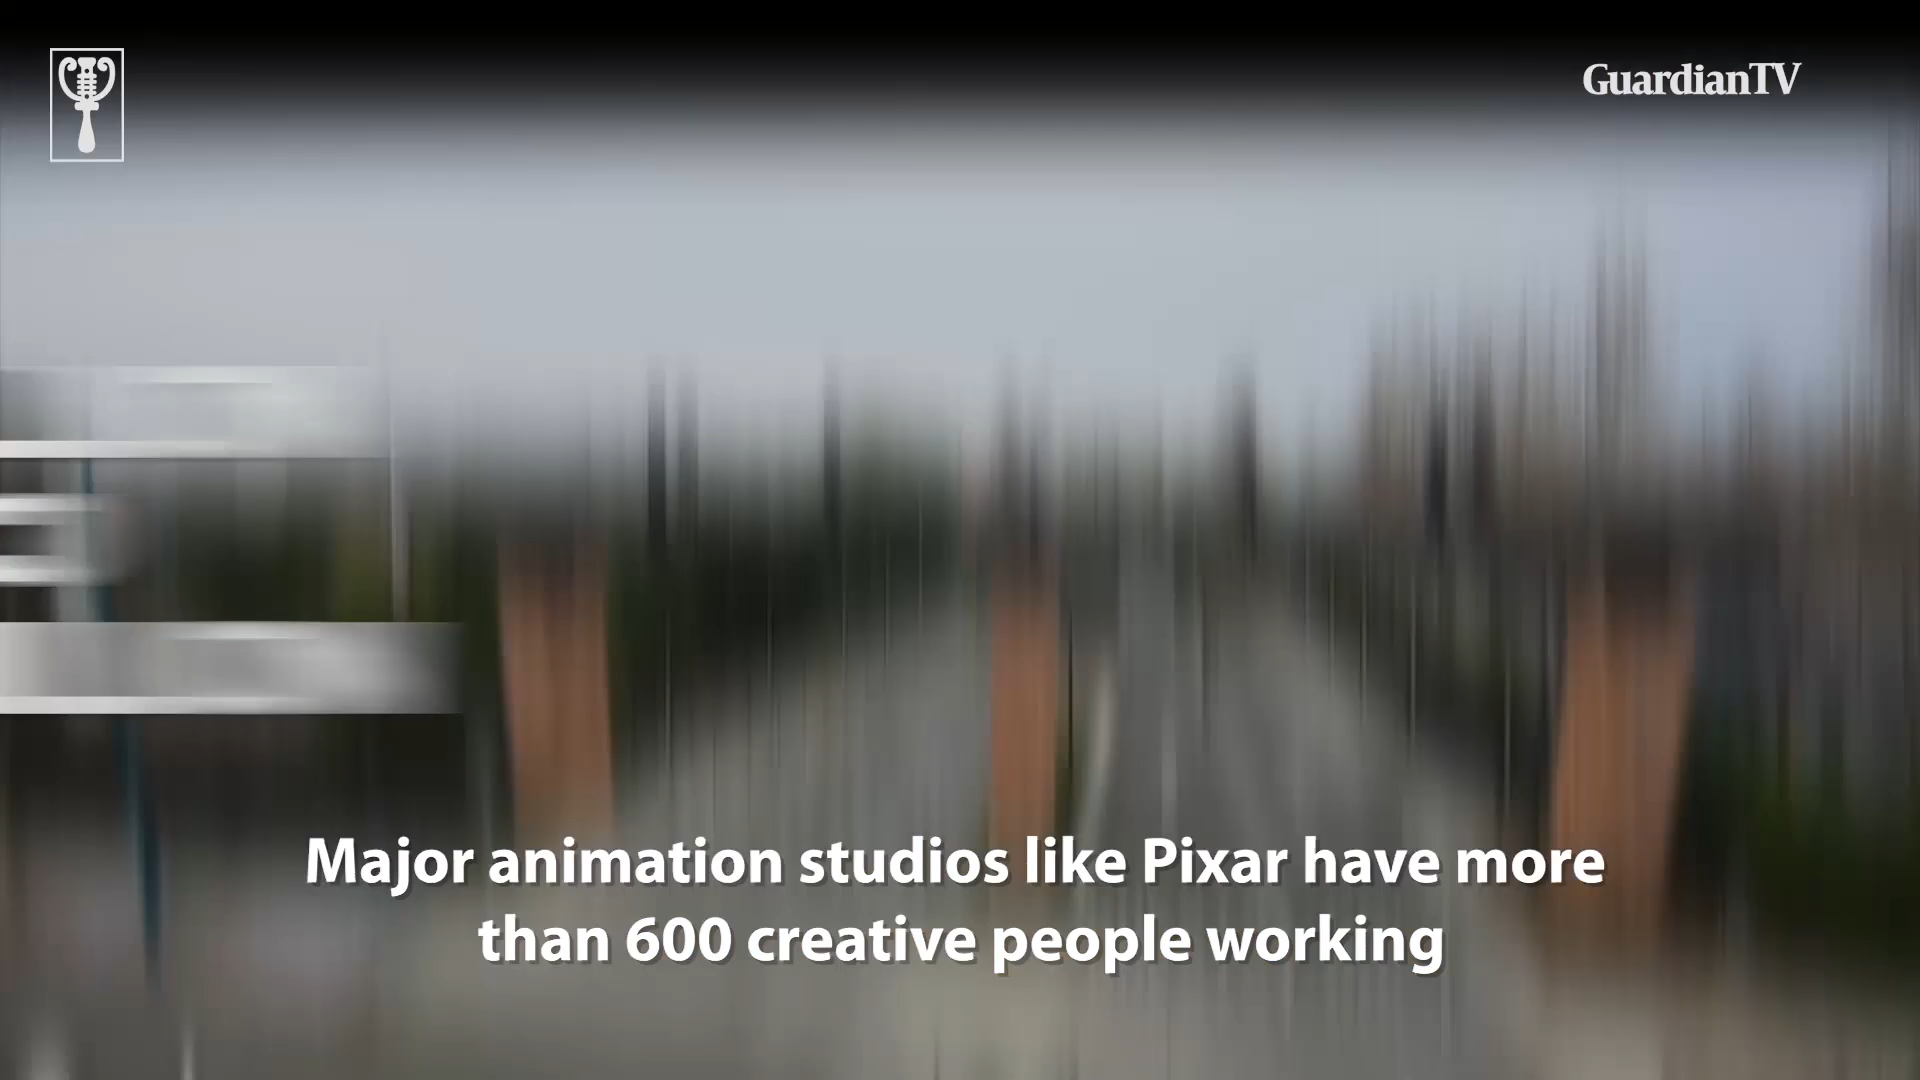 GuardianTV
Major animation studios like Pixar have more
than 600 creative people working